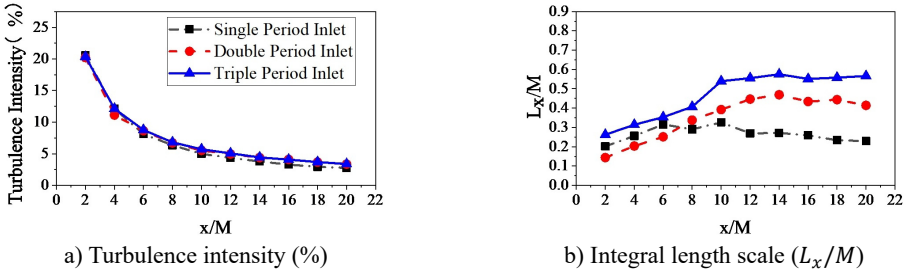 Turbulence Intensity( %)
25
20
15
10
5
0
0 2 4 6 8 10 12 14 16 18 20 22
x/M
Single Period Inlet
Double Period Inlet
Triple Period Inlet
a) Turbulence intensity (%)
Lx/M
0.9
0.8
0.7
0.6
0.5
0.4
0.3
0.2
0.1
0.0
0 2 4 6 8 10 12 14 16 18 20 22
x/M
b) Integral length scale (Lx/M)